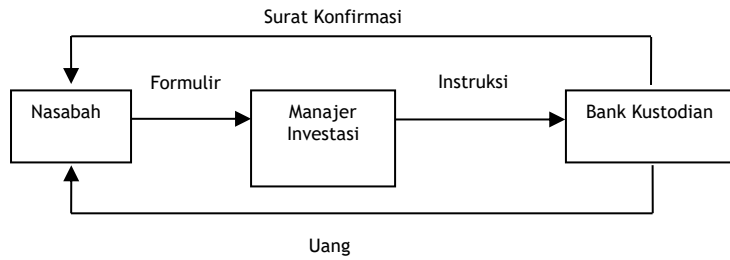 Surat Konfirmasi
Formulir
Instruksi
Nasabah
Manajer
Investasi
Bank Kustodian
Uang